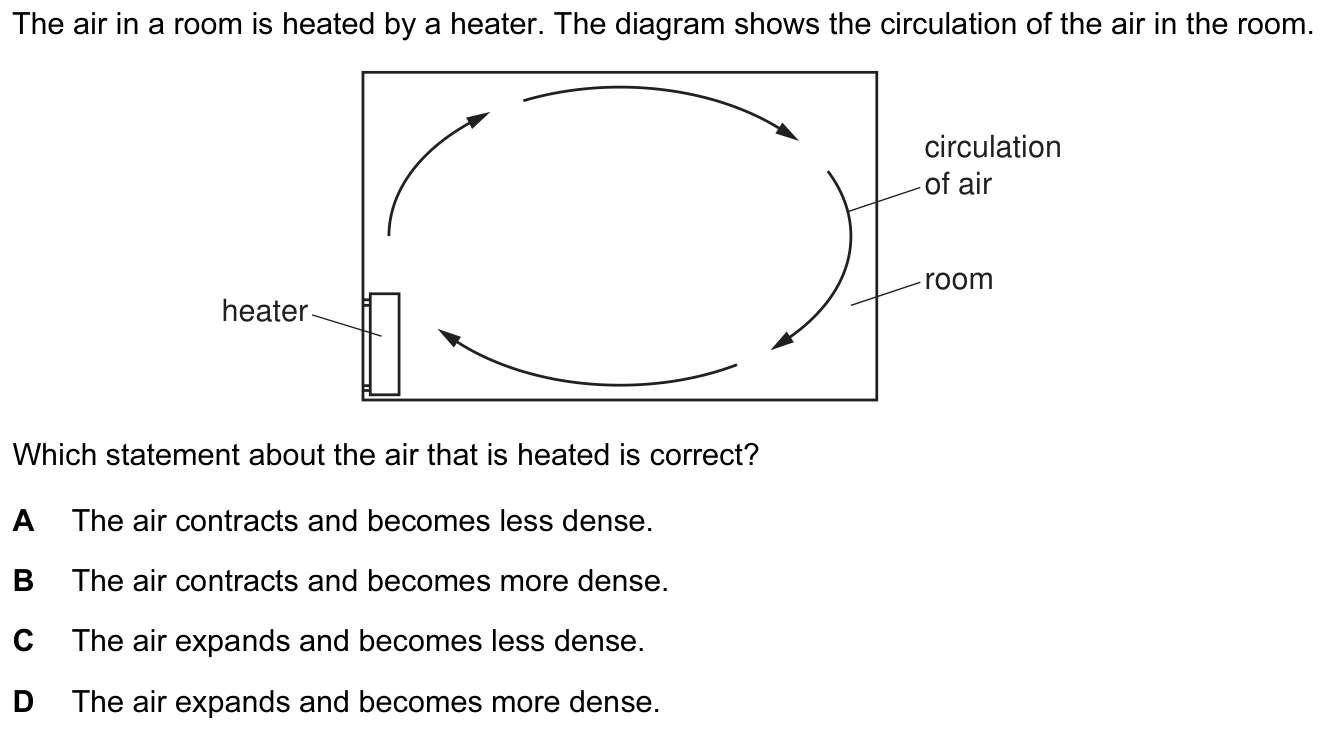 The air in a room is heated by a heater. The diagram shows the circulation of the air in the room.
circulation
of air
room
heater
Which statement about the air that is heated is correct?
A The air contracts and becomes less dense.
B The air contracts and becomes more dense.
C The air expands and becomes less dense.
D The air expands and becomes more dense.